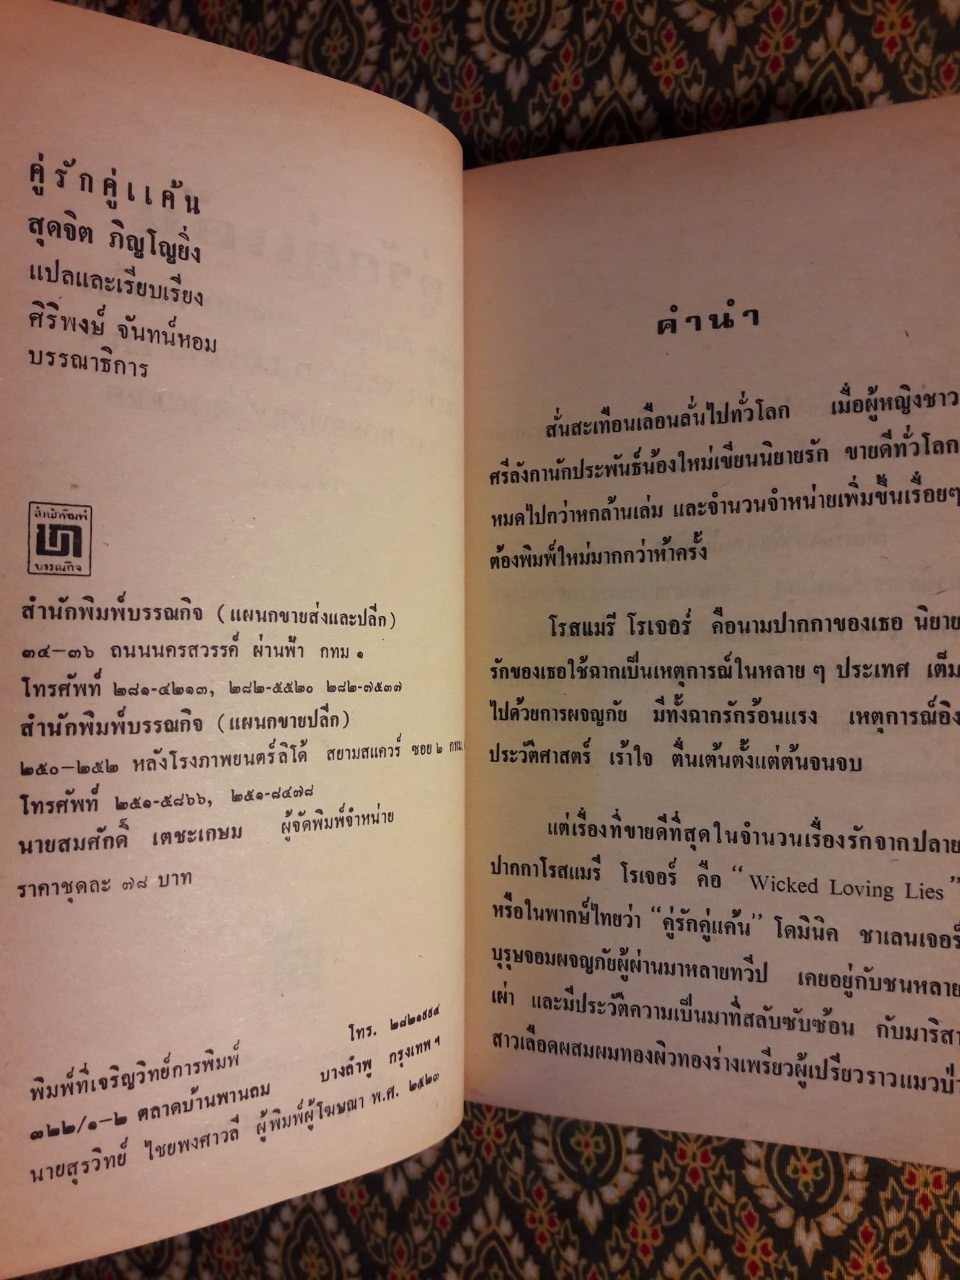 คู่รักคู่แค้น
สุดจิต ภิญโญยิ่ง
แปลและเรียบเรียง
ศิริพงษ์ จันทน์หอม
บรรณาธิการ
สำนักพิมพ์
บรรณกิจ
สำนักพิมพ์บรรณกิจ (แผนกขายส่งและปลีก)
๓๔–๓๖ ถนนนครสวรรค์ ผ่านฟ้า กทม ๑
โทรศัพท์ ๒๘๑-๔๒๑๓, ๒๘๒-๕๕๒๐ ๒๘๒-๗๕๓๗
สำนักพิมพ์บรรณกิจ (แผนกขายปลีก)
๒๕๐–๒๕๒ หลังโรงภาพยนตร์ลิโด้ สยามสแควร์ ซอย ๒ กทม.
โทรศัพท์ ๒๕๑-๕๘๖๖, ๒๕๑-๘๔๗๘
นายสมศักดิ์ เตชะเกษม ผู้จัดพิมพ์จำหน่าย
ราคาชุดละ ๗๘ บาท
พิมพ์ที่เจริญวิทย์การพิมพ์ โทร.
๓๒๒/๑–๒ ตลาดบ้านพานถม บางลำพู กรุงเทพฯ
นายสุรวิทย์ ไชยพงศาวลี ผู้พิมพ์ผู้โฆษณา พ.ศ. ๒๕๒๓
คำนำ
สั่นสะเทือนเลือนลั่นไปทั่วโลก เมื่อผู้หญิงชาว
ศรีลังกานักประพันธ์น้องใหม่เขียนนิยายรัก ขายดีทั่วโลก
หมดไปกว่าหกล้านเล่ม และจำนวนจำหน่ายเพิ่มขึ้นเรื่อยๆ
ต้องพิมพ์ใหม่มากกว่าห้าครั้ง
โรสแมรี โรเจอร์ คือนามปากกาของเธอ นิยาย
รักของเธอใช้ฉากเป็นเหตุการณ์ในหลาย ๆ ประเทศ เต็ม
ไปด้วยการผจญภัย มีทั้งฉากรักร้อนแรง เหตุการณ์อิง
ประวัติศาสตร์ เร้าใจ ตื่นเต้นตั้งแต่ต้นจนจบ
แต่เรื่องที่ขายดีที่สุดในจำนวนเรื่องรักจากปลาย
ปากกาโรสแมรี โรเจอร์ คือ “Wicked Loving Lies”
หรือในพากษ์ไทยว่า “คู่รักคู่แค้น” โดมินิค ชาเลนเจอร์
บุรุษจอมผจญภัยผู้ผ่านมาหลายทวีป เคยอยู่กับชนหลาย
เผ่า และมีประวัติความเป็นมาที่สลับซับซ้อน กับมาริสา
สาวเลือดผสมผมทองผิวทองร่างเพรียวผู้เปรียวราวแมวป่า